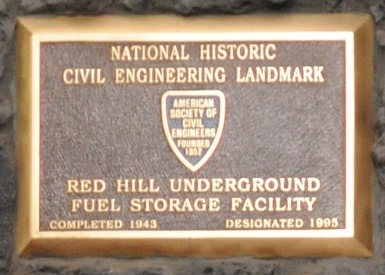 NATIONAL HISTORIC
CIVIL ENGINEERING LANDMARK
AMERICAN
SOCIETY OF
CIVIL
ENGINEERS
FOUNDED
1852
RED HILL UNDERGROUND
FUEL STORAGE FACILITY
COMPLETED 1943 DESIGNATED 1995